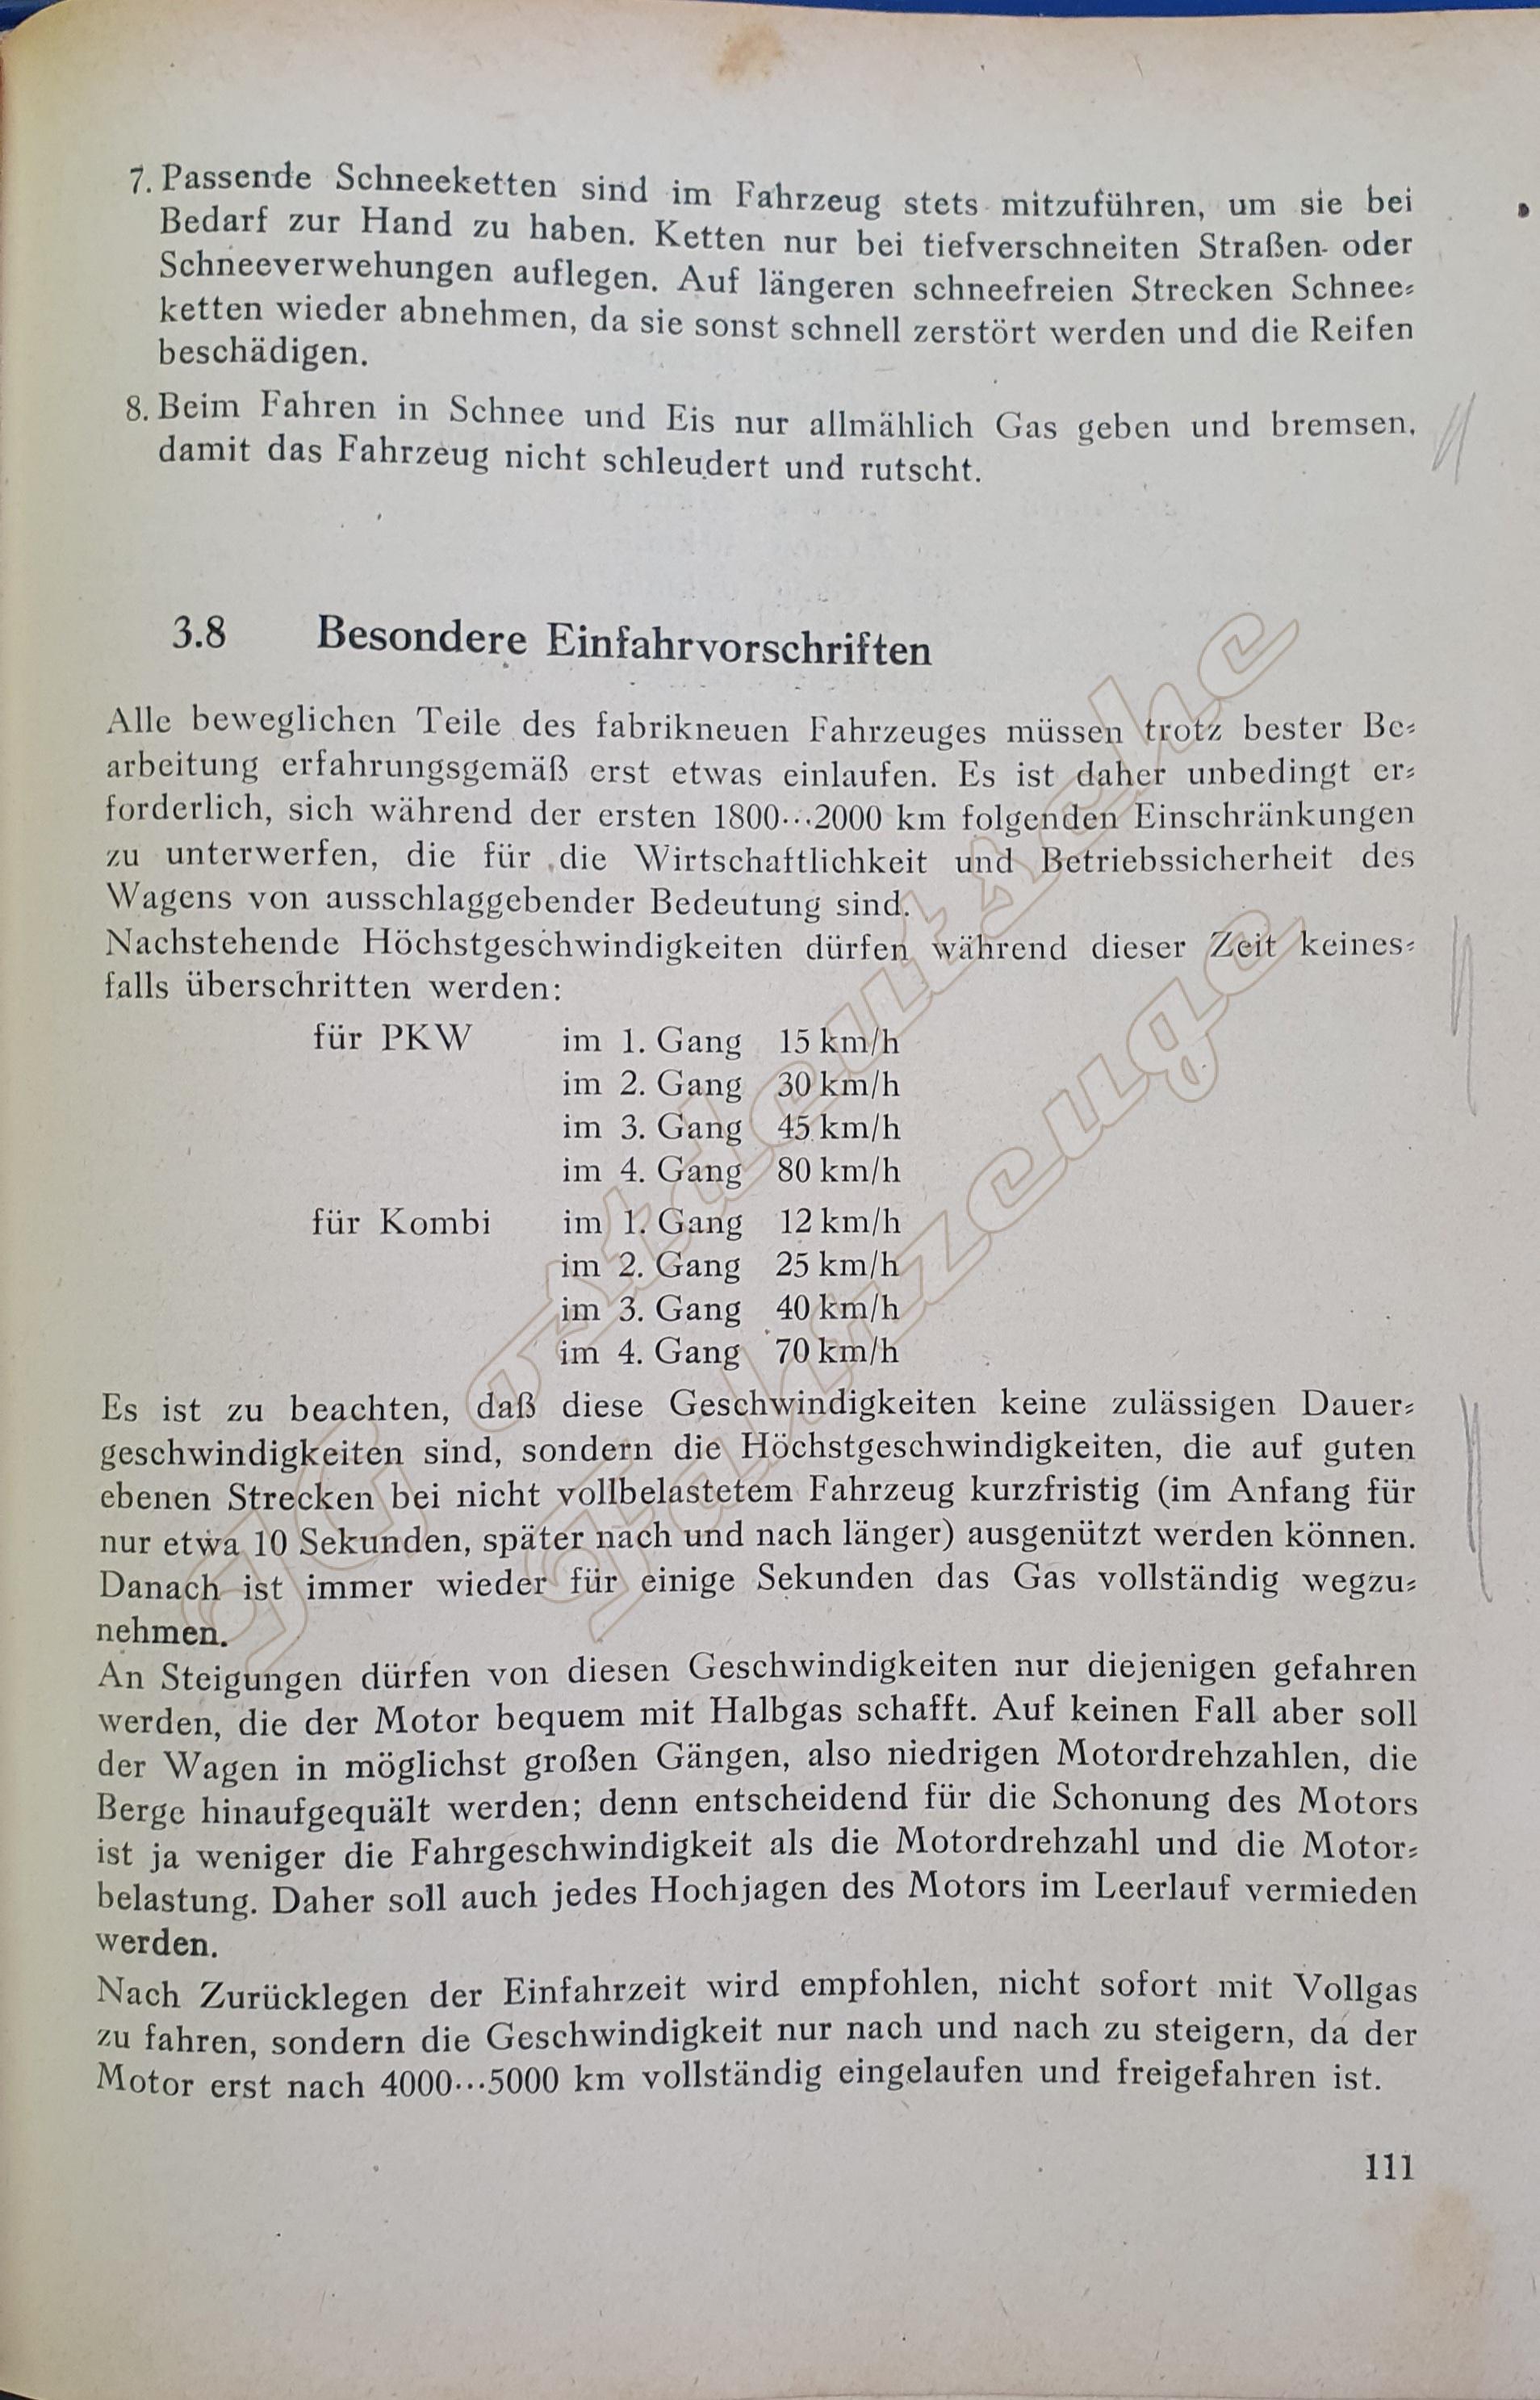 7. Passende Schneeketten sind im Fahrzeug stets mitzuführen, um sie bei
Bedarf zur Hand zu haben. Ketten nur bei tiefverschneiten Straßen oder
Schneeverwehungen auflegen. Auf längeren schneefreien Strecken Schnee-
ketten wieder abnehmen, da sie sonst schnell zerstört werden und die Reifen
beschädigen.
8. Beim Fahren in Schnee und Eis nur allmählich Gas geben und bremsen,
damit das Fahrzeug nicht schleudert und rutscht.
3.8 Besondere Einfahrvorschriften
Alle beweglichen Teile des fabrikneuen Fahrzeuges müssen trotz bester Be-
arbeitung erfahrungsgemäß erst etwas einlaufen. Es ist daher unbedingt er-
forderlich, sich während der ersten 1800...2000 km folgenden Einschränkungen
zu unterwerfen, die für die Wirtschaftlichkeit und Betriebssicherheit des
Wagens von ausschlaggebender Bedeutung sind.
Nachstehende Höchstgeschwindigkeiten dürfen während dieser Zeit keines-
falls überschritten werden:
für PKW im 1. Gang 15 km/h
im 2. Gang 30 km/h
im 3. Gang 45 km/h
im 4. Gang 80 km/h
für Kombi im 1. Gang 12 km/h
im 2. Gang 25 km/h
im 3. Gang 40 km/h
im 4. Gang 70 km/h
Es ist zu beachten, daß diese Geschwindigkeiten keine zulässigen Dauer-
geschwindigkeiten sind, sondern die Höchstgeschwindigkeiten, die auf guten
ebenen Strecken bei nicht vollbelastetem Fahrzeug kurzfristig (im Anfang für
nur etwa 10 Sekunden, später nach und nach länger) ausgenützt werden können.
Danach ist immer wieder für einige Sekunden das Gas vollständig wegzu-
nehmen.
An Steigungen dürfen von diesen Geschwindigkeiten nur diejenigen gefahren
werden, die der Motor bequem mit Halbgas schafft. Auf keinen Fall aber soll
der Wagen in möglichst großen Gängen, also niedrigen Motordrehzahlen, die
Berge hinaufgequält werden; denn entscheidend für die Schonung des Motors
ist ja weniger die Fahrgeschwindigkeit als die Motordrehzahl und die Motor-
belastung. Daher soll auch jedes Hochjagen des Motors im Leerlauf vermieden
werden.
Nach Zurücklegen der Einfahrzeit wird empfohlen, nicht sofort mit Vollgas
zu fahren, sondern die Geschwindigkeit nur nach und nach zu steigern, da der
Motor erst nach 4000...5000 km vollständig eingelaufen und freigefahren ist.
111
IG ostdeutsche
Fahrzeuge